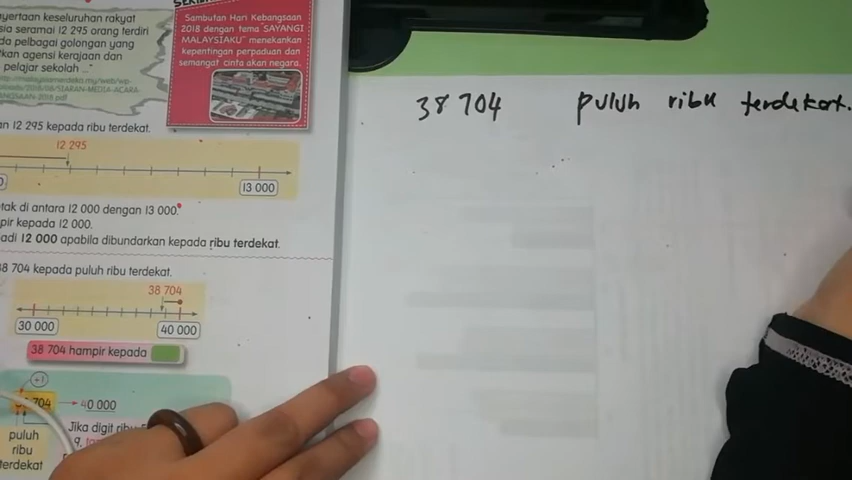 yertaan keseluruhan rakyat
sia seramai 12 295 orang terdiri
da pelbagai golongan yang
tkan agensi kerajaan dan
pelajar sekolah ..."
Sambutan Hari Kebangsaan
2018 dengan tema 'SAYANGI
MALAYSIAKU' menekankan
kepentingan perpaduan dan
semangat cinta akan negara.
an 12 295 kepada ribu terdekat.
12 295
13 000
tak di antara 12 000 dengan 13 000.
pir kepada 12 000.
adi 12 000 apabila dibundarkan kepada ribu terdekat.
38 704 kepada puluh ribu terdekat.
38 704
30 000
40 000
38 704 hampir kepada
+1
704
40 000
Jika digit ribu
9,
puluh
ribu
terdekat
38 704 puluh ribu terdekat.